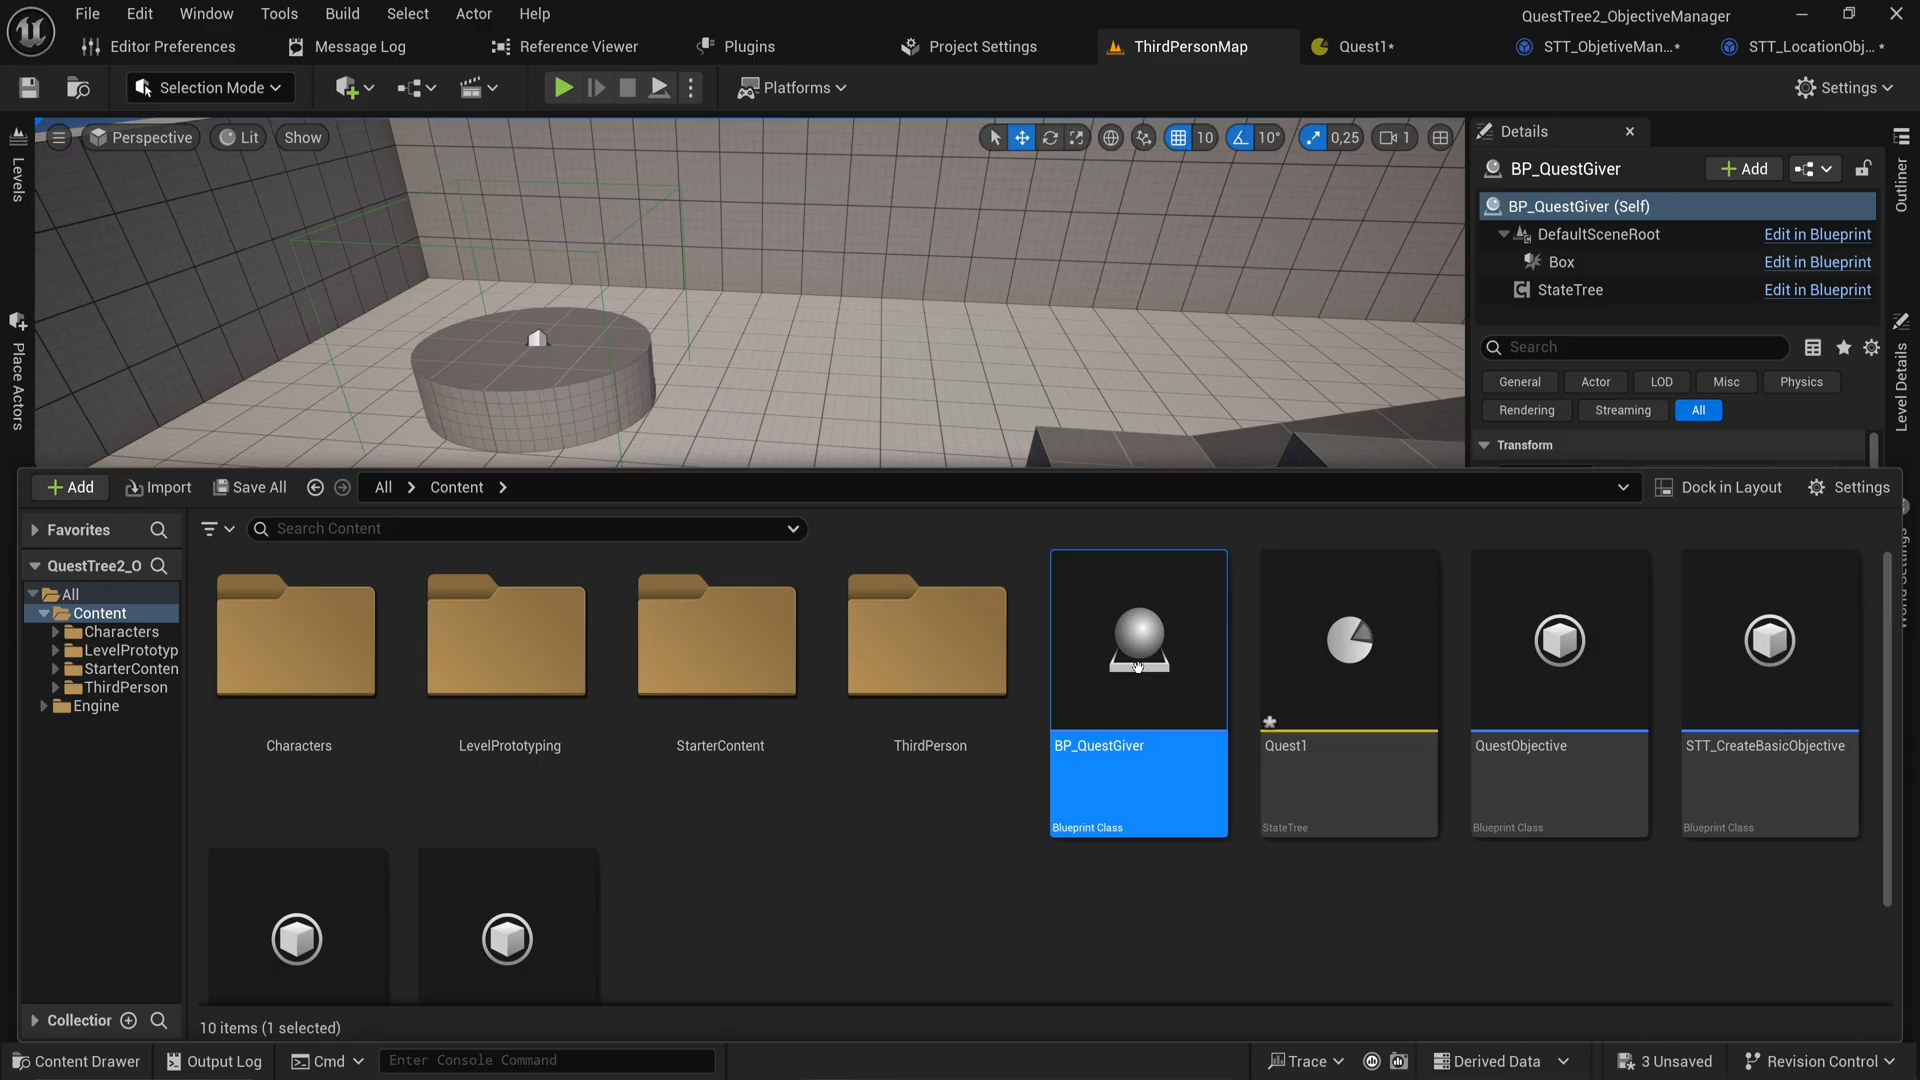 File Edit Window Tools Build Select Actor Help
QuestTree2_ObjectiveManager
Editor Preferences Message Log Reference Viewer Plugins Project Settings ThirdPersonMap Quest1* STT_ObjetiveMan...* STT_LocationObj...*
Selection Mode Platforms Settings
Perspective Lit Show 10 10° 0,25 1
Levels
Place Actors
Details
BP_QuestGiver Add
BP_QuestGiver (Self)
DefaultSceneRoot Edit in Blueprint
Box Edit in Blueprint
StateTree Edit in Blueprint
Search
General Actor LOD Misc Physics
Rendering Streaming All
Transform
Outliner
Level Details
Add Import Save All All Content Dock in Layout Settings
Favorites
Search Content
QuestTree2_O
All
Content
Characters
LevelPrototyp
StarterConten
ThirdPerson
Engine
Characters LevelPrototyping StarterContent ThirdPerson BP_QuestGiver Quest1 QuestObjective STT_CreateBasicObjective
Blueprint Class StateTree Blueprint Class Blueprint Class
Collection
10 items (1 selected)
Content Drawer Output Log Cmd Enter Console Command Trace Derived Data 3 Unsaved Revision Control